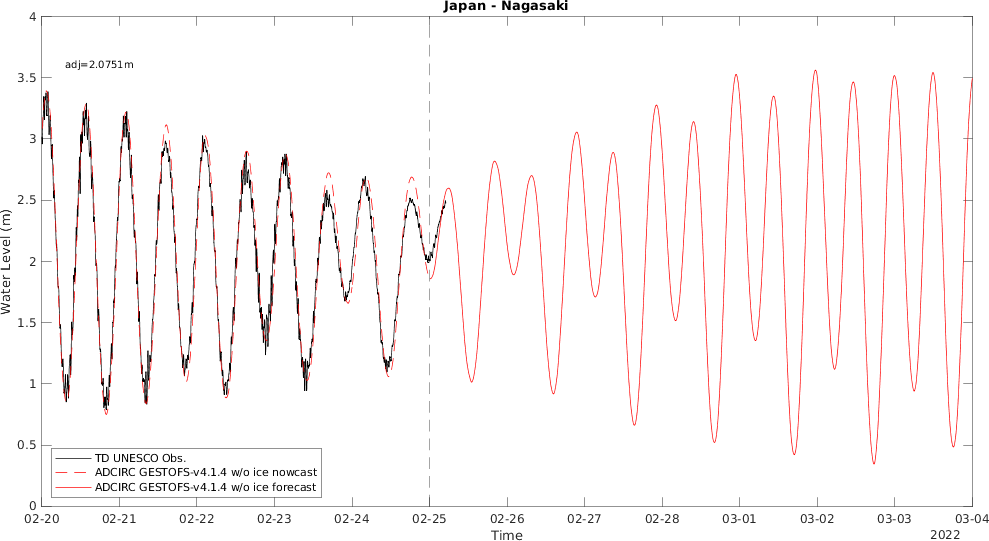 Japan - Nagasaki
4
adj=2.0751m
3.5
3
2.5
2
1.5
1
0.5
0
Water Level (m)
TD UNESCO Obs.
ADCIRC GESTOFS-v4.1.4 w/o ice nowcast
ADCIRC GESTOFS-v4.1.4 w/o ice forecast
02-20 02-21 02-22 02-23 02-24 02-25 02-26 02-27 02-28 03-01 03-02 03-03 03-04
Time
2022